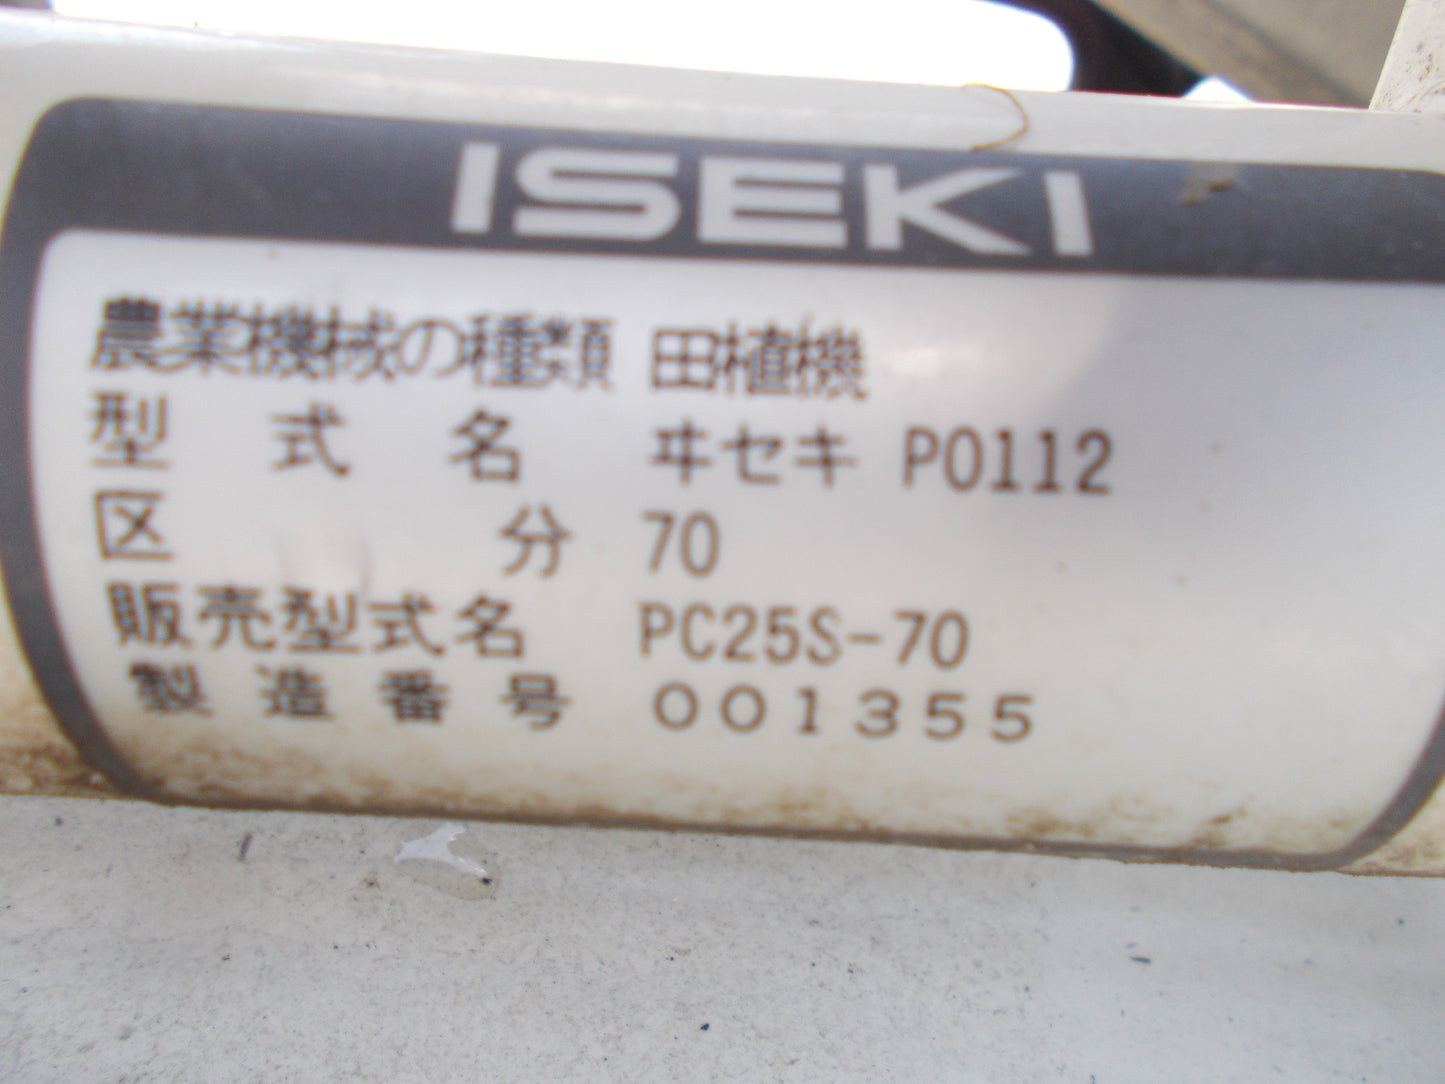 ISEKI
農業機械の種類 田植機
型式名 ヰセキ P0112
区分 70
販売型式名 PC25S-70
製造番号 001355